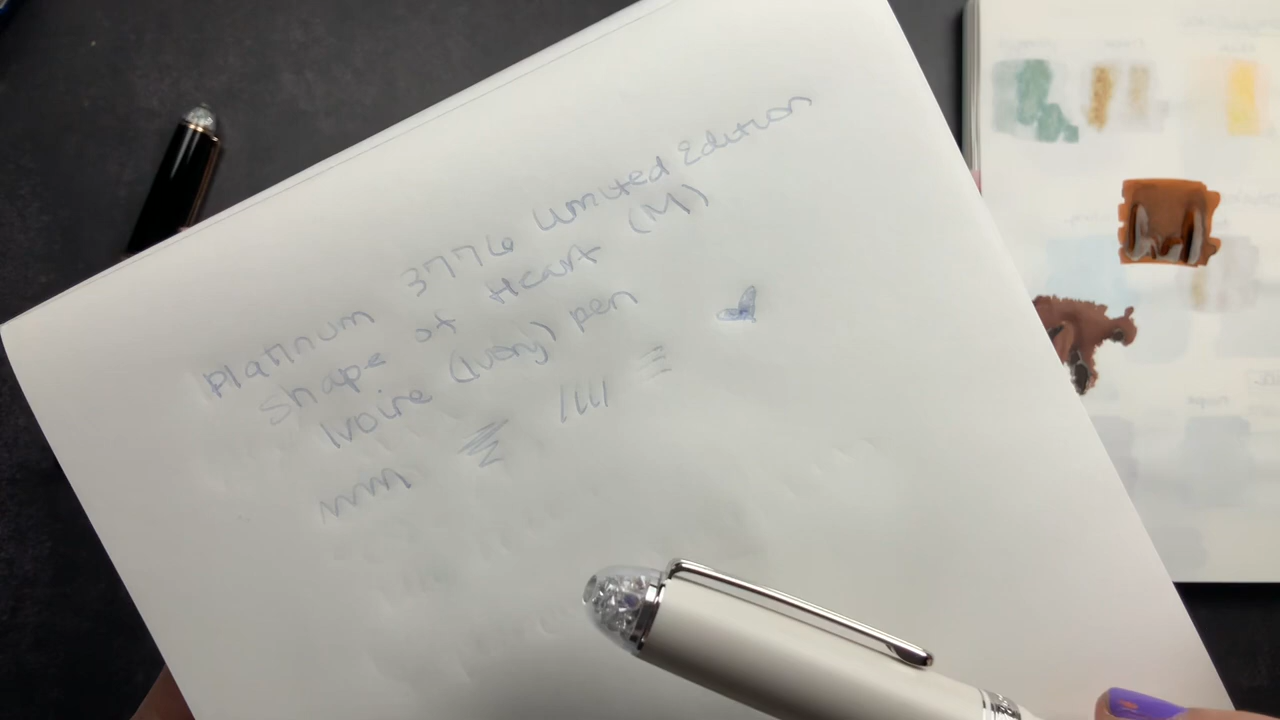 Platinum 3776 Limited Edition
Shape of Heart (M)
Ivoire (Ivory) pen